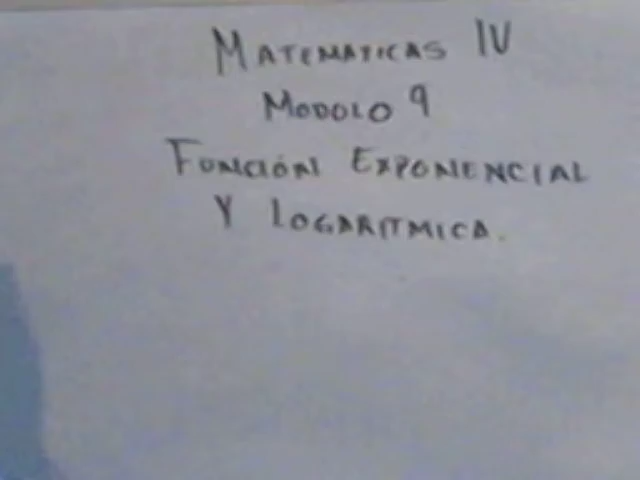 MATEMATICAS IV
MODULO 9
FUNCIÓN EXPONENCIAL
Y LOGARITMICA.